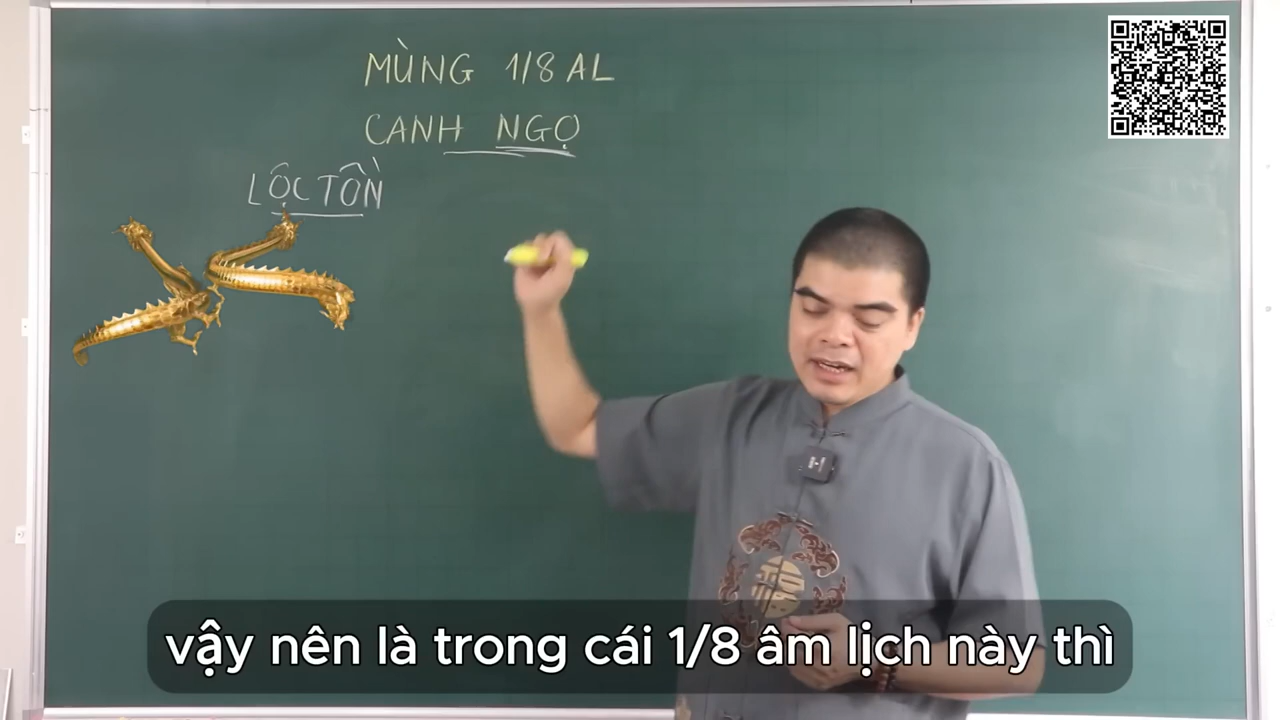 MÙNG 1/8 AL
CANH NGỌ
LỘC TỒN
福
vậy nên là trong cái 1/8 âm lịch này thì